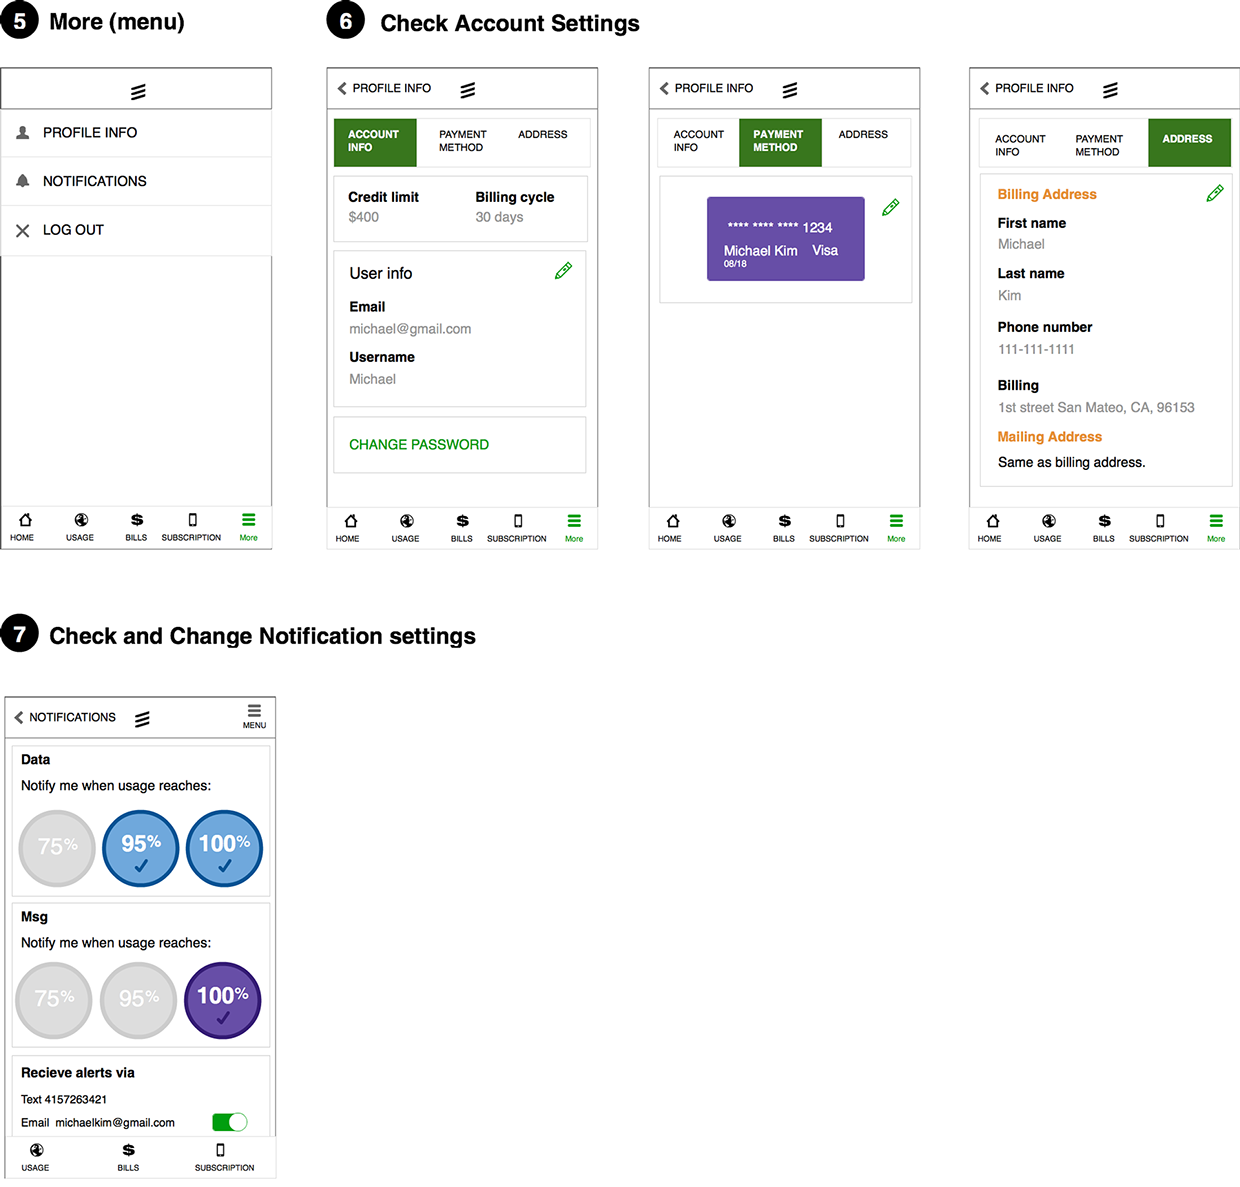 5 More (menu)
6 Check Account Settings
PROFILE INFO
NOTIFICATIONS
LOG OUT
HOME USAGE BILLS SUBSCRIPTION More
PROFILE INFO
ACCOUNT INFO
PAYMENT METHOD
ADDRESS
Credit limit
$400
Billing cycle
30 days
User info
Email
michael@gmail.com
Username
Michael
CHANGE PASSWORD
HOME USAGE BILLS SUBSCRIPTION More
PROFILE INFO
ACCOUNT INFO
PAYMENT METHOD
ADDRESS
**** **** **** 1234
Michael Kim Visa
08/18
HOME USAGE BILLS SUBSCRIPTION More
PROFILE INFO
ACCOUNT INFO
PAYMENT METHOD
ADDRESS
Billing Address
First name
Michael
Last name
Kim
Phone number
111-111-1111
Billing
1st street San Mateo, CA, 96153
Mailing Address
Same as billing address.
HOME USAGE BILLS SUBSCRIPTION More
7 Check and Change Notification settings
NOTIFICATIONS
MENU
Data
Notify me when usage reaches:
75% 95% 100%
Msg
Notify me when usage reaches:
75% 95% 100%
Recieve alerts via
Text 4157263421
Email michaelkim@gmail.com
USAGE BILLS SUBSCRIPTION